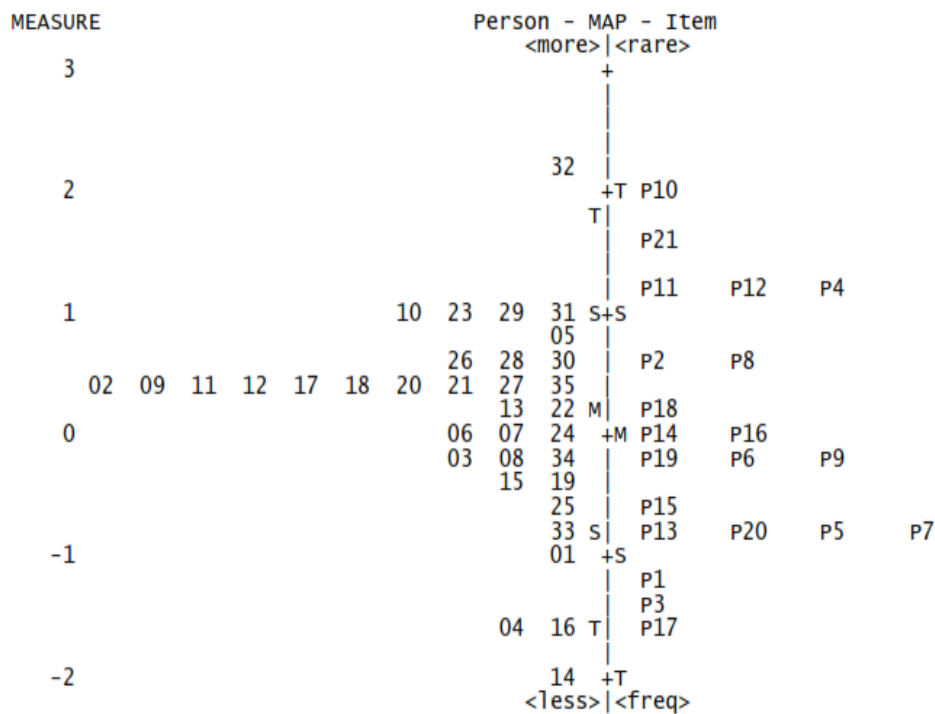 MEASURE Person - MAP - Item
<more>|<rare>
3 +
|
|
|
32 |
2 +T P10
T|
| P21
|
| P11 P12 P4
1 10 23 29 31 S+S
05 |
26 28 30 | P2 P8
02 09 11 12 17 18 20 21 27 35 |
13 22 M| P18
0 06 07 24 +M P14 P16
03 08 34 | P19 P6 P9
15 19 |
25 | P15
33 S| P13 P20 P5 P7
-1 01 +S
| P1
| P3
04 16 T| P17
|
-2 14 +T
<less>|<freq>